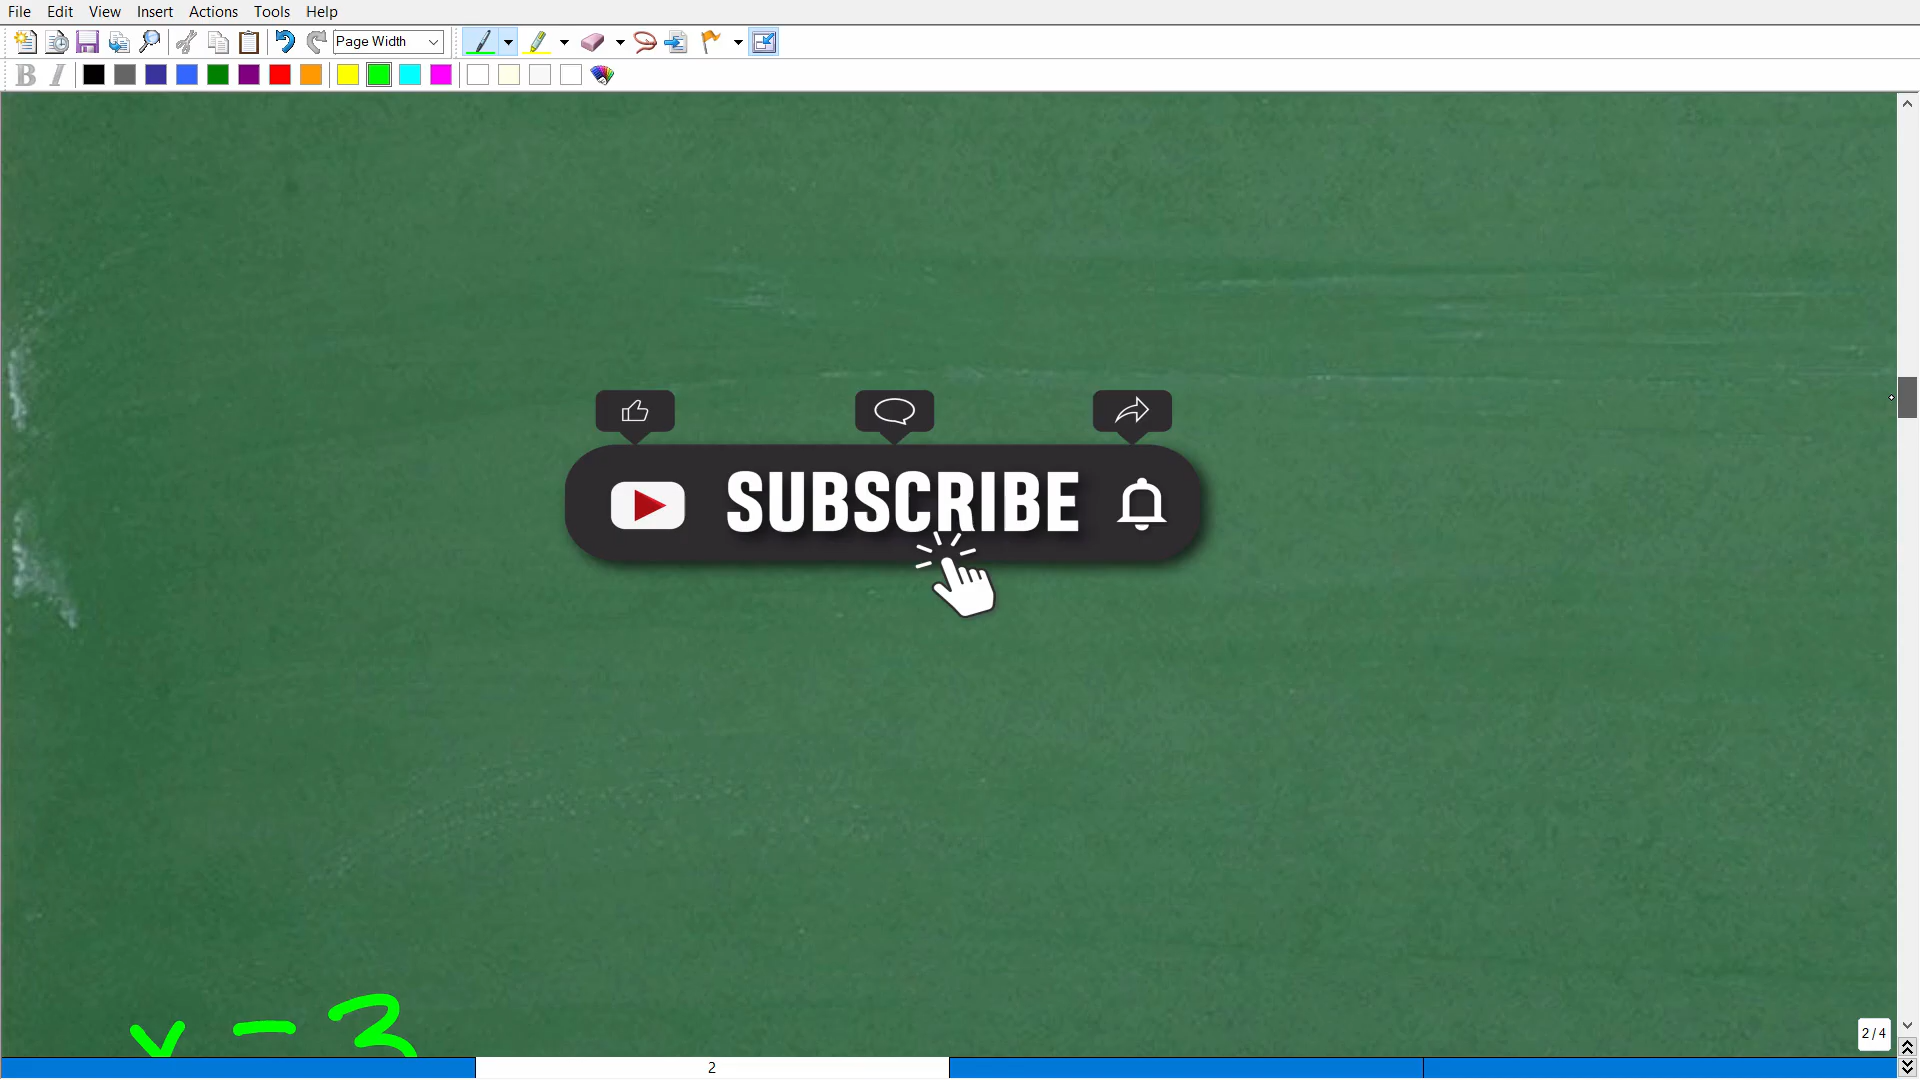 File Edit View Insert Actions Tools Help
Page Width
B I
SUBSCRIBE
2 / 4
2